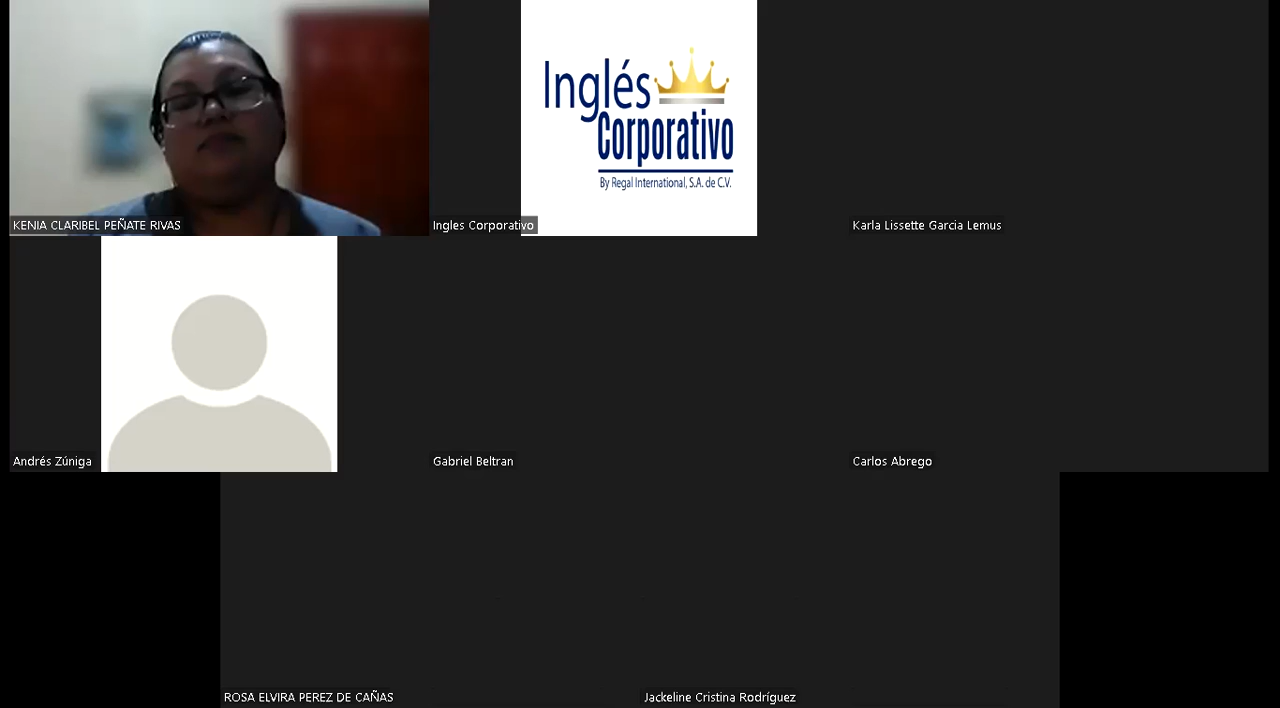 Inglés
Corporativo
By Regal International, S.A. de C.V.
KENIA CLARIBEL PEÑATE RIVAS
Ingles Corporativo
Karla Lissette Garcia Lemus
Andrés Zúniga
Gabriel Beltran
Carlos Abrego
ROSA ELVIRA PEREZ DE CAÑAS
Jackeline Cristina Rodríguez